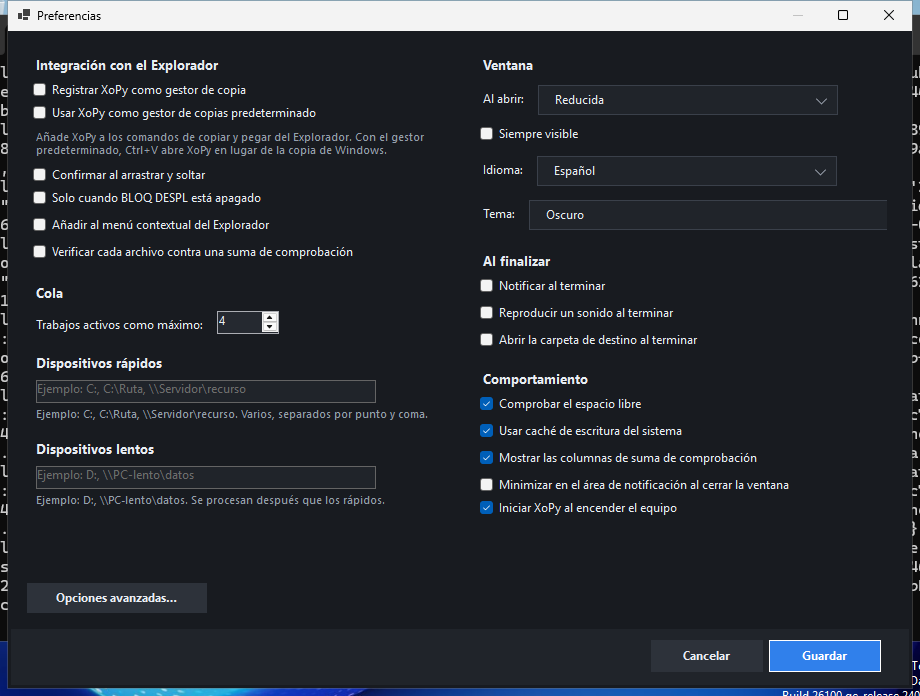 Preferencias
Integración con el Explorador
Registrar XoPy como gestor de copia
Usar XoPy como gestor de copias predeterminado
Añade XoPy a los comandos de copiar y pegar del Explorador. Con el gestor
predeterminado, Ctrl+V abre XoPy en lugar de la copia de Windows.
Confirmar al arrastrar y soltar
Solo cuando BLOQ DESPL está apagado
Añadir al menú contextual del Explorador
Verificar cada archivo contra una suma de comprobación
Cola
Trabajos activos como máximo: 4
Dispositivos rápidos
Ejemplo: C:, C:\Ruta, \\Servidor\recurso
Ejemplo: C:, C:\Ruta, \\Servidor\recurso. Varios, separados por punto y coma.
Dispositivos lentos
Ejemplo: D:, \\PC-lento\datos
Ejemplo: D:, \\PC-lento\datos. Se procesan después que los rápidos.
Opciones avanzadas...
Ventana
Al abrir: Reducida
Siempre visible
Idioma: Español
Tema: Oscuro
Al finalizar
Notificar al terminar
Reproducir un sonido al terminar
Abrir la carpeta de destino al terminar
Comportamiento
Comprobar el espacio libre
Usar caché de escritura del sistema
Mostrar las columnas de suma de comprobación
Minimizar en el área de notificación al cerrar la ventana
Iniciar XoPy al encender el equipo
Cancelar
Guardar